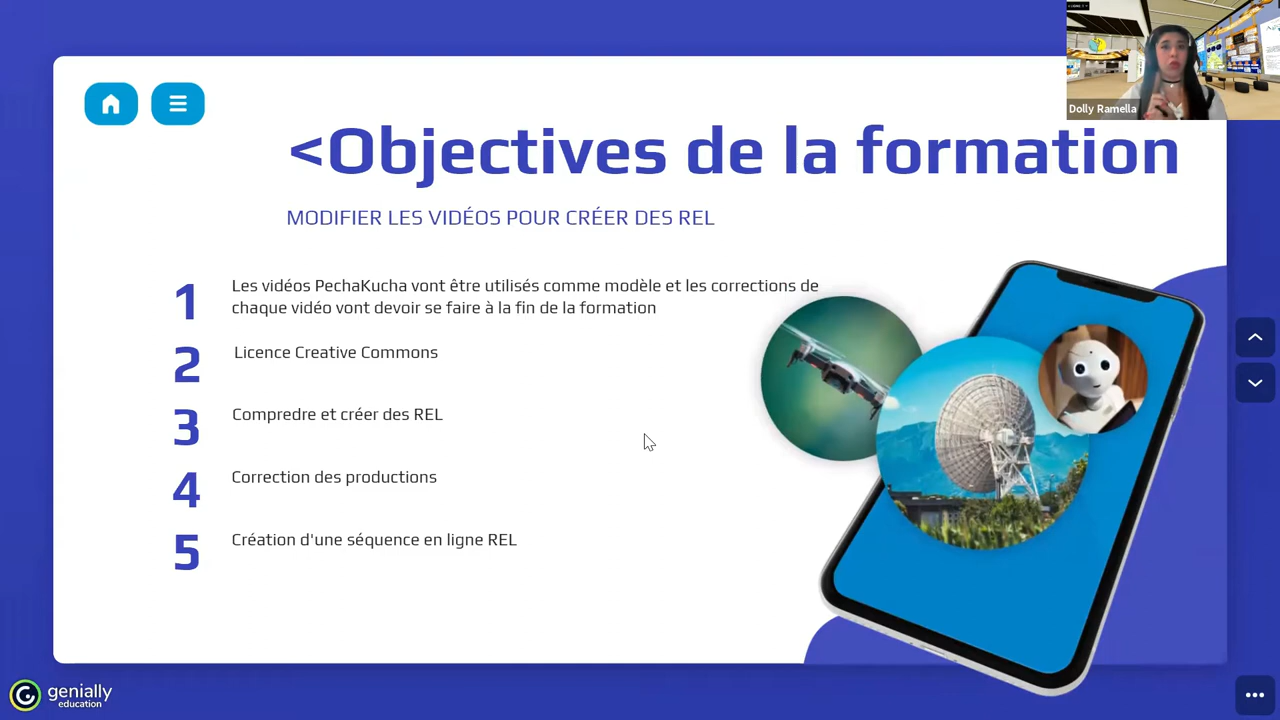 Dolly Ramella
<Objectives de la formation
MODIFIER LES VIDÉOS POUR CRÉER DES REL
1
Les vidéos PechaKucha vont être utilisés comme modèle et les corrections de
chaque vidéo vont devoir se faire à la fin de la formation
2
Licence Creative Commons
3
Compredre et créer des REL
4
Correction des productions
5
Création d'une séquence en ligne REL
genially
education